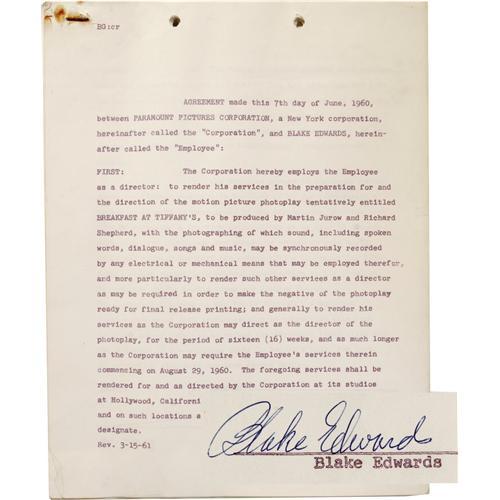 BG:cr
AGREEMENT made this 7th day of June, 1960,
between PARAMOUNT PICTURES CORPORATION, a New York corporation,
hereinafter called the "Corporation", and BLAKE EDWARDS, herein-
after called the "Employee":
FIRST: The Corporation hereby employs the Employee
as a director: to render his services in the preparation for and
the direction of the motion picture photoplay tentatively entitled
BREAKFAST AT TIFFANY'S, to be produced by Martin Jurow and Richard
Shepherd, with the photographing of which sound, including spoken
words, dialogue, songs and music, may be synchronously recorded
by any electrical or mechanical means that may be employed therefor,
and more particularly to render such other services as a director
as may be required in order to make the negative of the photoplay
ready for final release printing; and generally to render his
services as the Corporation may direct as the director of the
photoplay, for the period of sixteen (16) weeks, and as much longer
as the Corporation may require the Employee's services therein
commencing on August 29, 1960. The foregoing services shall be
rendered for and as directed by the Corporation at its studios
at Hollywood, Californi
and on such locations a
designate.
Rev. 3-15-61
Blake Edwards
Blake Edwards